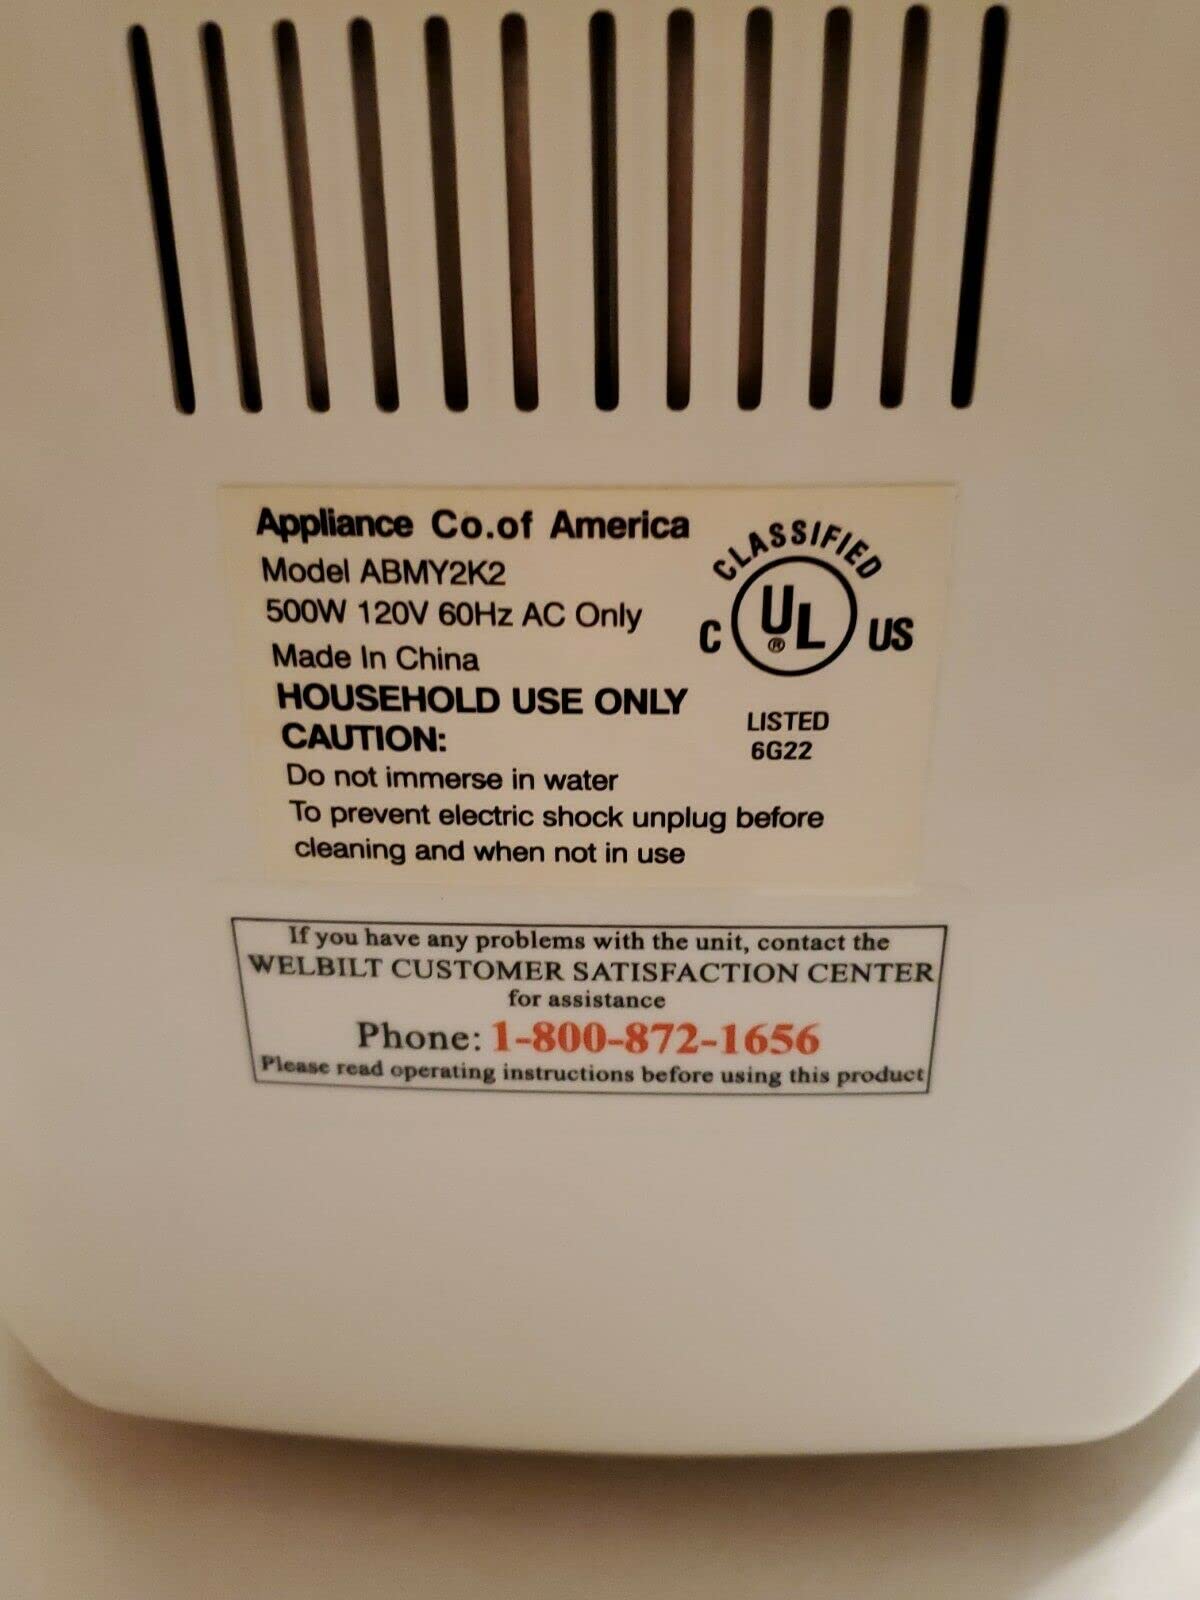 Appliance Co.of America
Model ABMY2K2
500W 120V 60Hz AC Only
Made In China
HOUSEHOLD USE ONLY
CAUTION:
Do not immerse in water
To prevent electric shock unplug before
cleaning and when not in use
CLASSIFIED
C UL® US
LISTED
6G22
If you have any problems with the unit, contact the
WELBILT CUSTOMER SATISFACTION CENTER
for assistance
Phone: 1-800-872-1656
Please read operating instructions before using this product